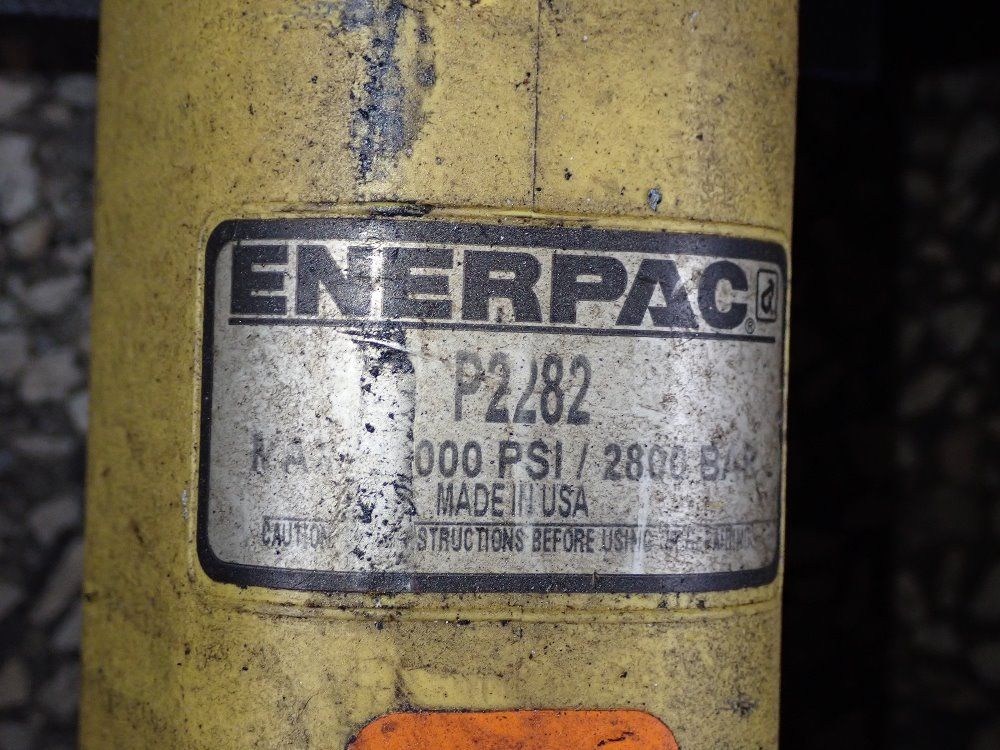 ENERPAC
P2282
000 PSI / 2800 BAR
MADE IN USA
CAUTION STRUCTIONS BEFORE USING